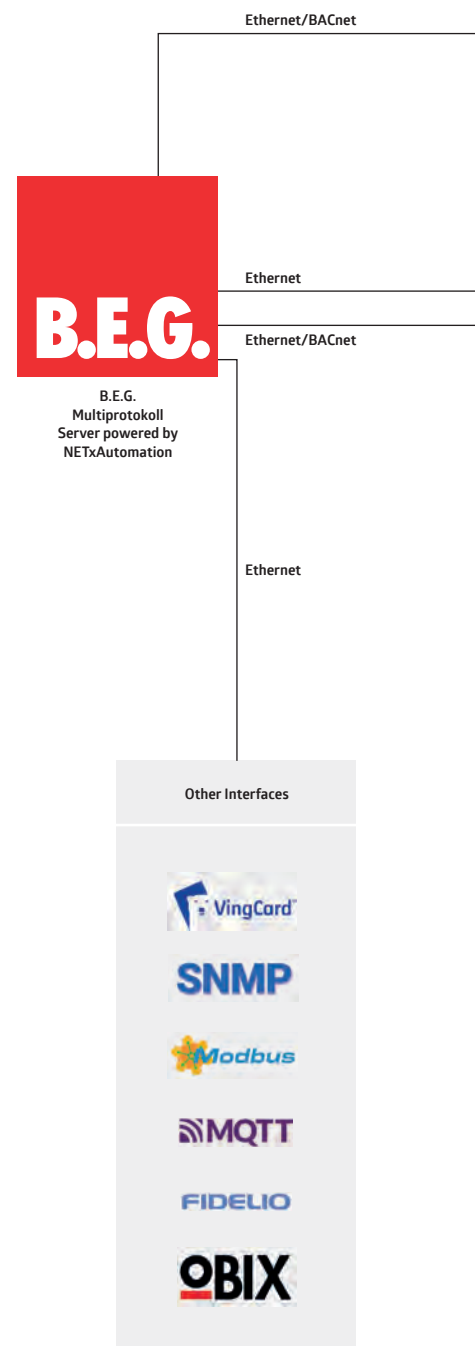 Ethernet/BACnet
B.E.G.
Ethernet
Ethernet/BACnet
B.E.G.
Multiprotokoll
Server powered by
NETxAutomation
Ethernet
Other Interfaces
VingCard
SNMP
Modbus
MQTT
FIDELIO
OBIX